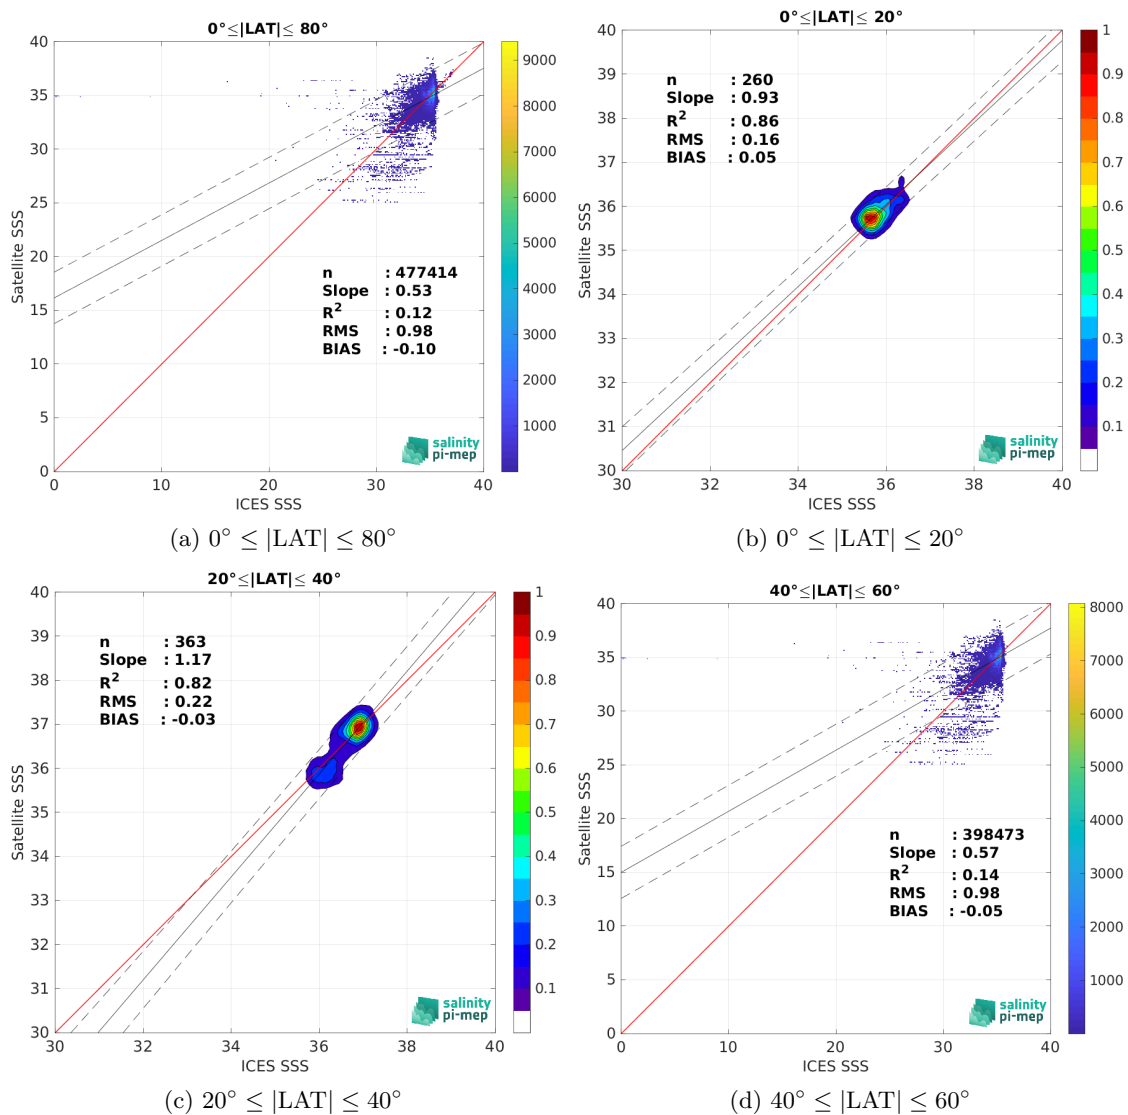 0°≤|LAT|≤ 80°
40
35
30
25
20
15
10
5
0
0
10
20
30
40
Satellite SSS
ICES SSS
n : 477414
Slope : 0.53
R² : 0.12
RMS : 0.98
BIAS : -0.10
salinity
pi-mep
9000
8000
7000
6000
5000
4000
3000
2000
1000
(a) 0° ≤ |LAT| ≤ 80°
0°≤|LAT|≤ 20°
40
39
38
37
36
35
34
33
32
31
30
30
32
34
36
38
40
Satellite SSS
ICES SSS
n : 260
Slope : 0.93
R² : 0.86
RMS : 0.16
BIAS : 0.05
salinity
pi-mep
1
0.9
0.8
0.7
0.6
0.5
0.4
0.3
0.2
0.1
(b) 0° ≤ |LAT| ≤ 20°
20°≤|LAT|≤ 40°
40
39
38
37
36
35
34
33
32
31
30
30
32
34
36
38
40
Satellite SSS
ICES SSS
n : 363
Slope : 1.17
R² : 0.82
RMS : 0.22
BIAS : -0.03
salinity
pi-mep
1
0.9
0.8
0.7
0.6
0.5
0.4
0.3
0.2
0.1
(c) 20° ≤ |LAT| ≤ 40°
40°≤|LAT|≤ 60°
40
35
30
25
20
15
10
5
0
0
10
20
30
40
Satellite SSS
ICES SSS
n : 398473
Slope : 0.57
R² : 0.14
RMS : 0.98
BIAS : -0.05
salinity
pi-mep
8000
7000
6000
5000
4000
3000
2000
1000
(d) 40° ≤ |LAT| ≤ 60°